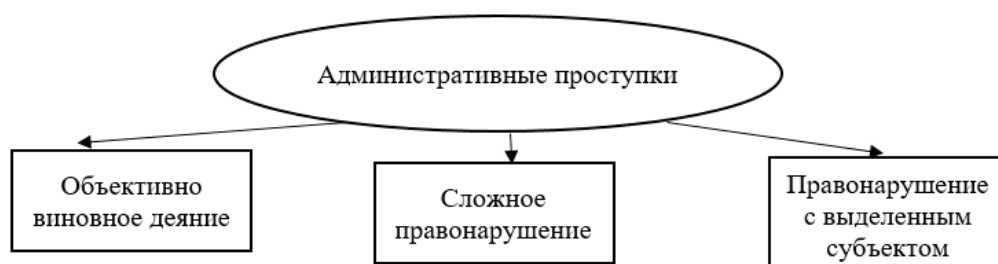 Административные проступки
Объективно
виновное деяние
Сложное
правонарушение
Правонарушение
с выделенным
субъектом